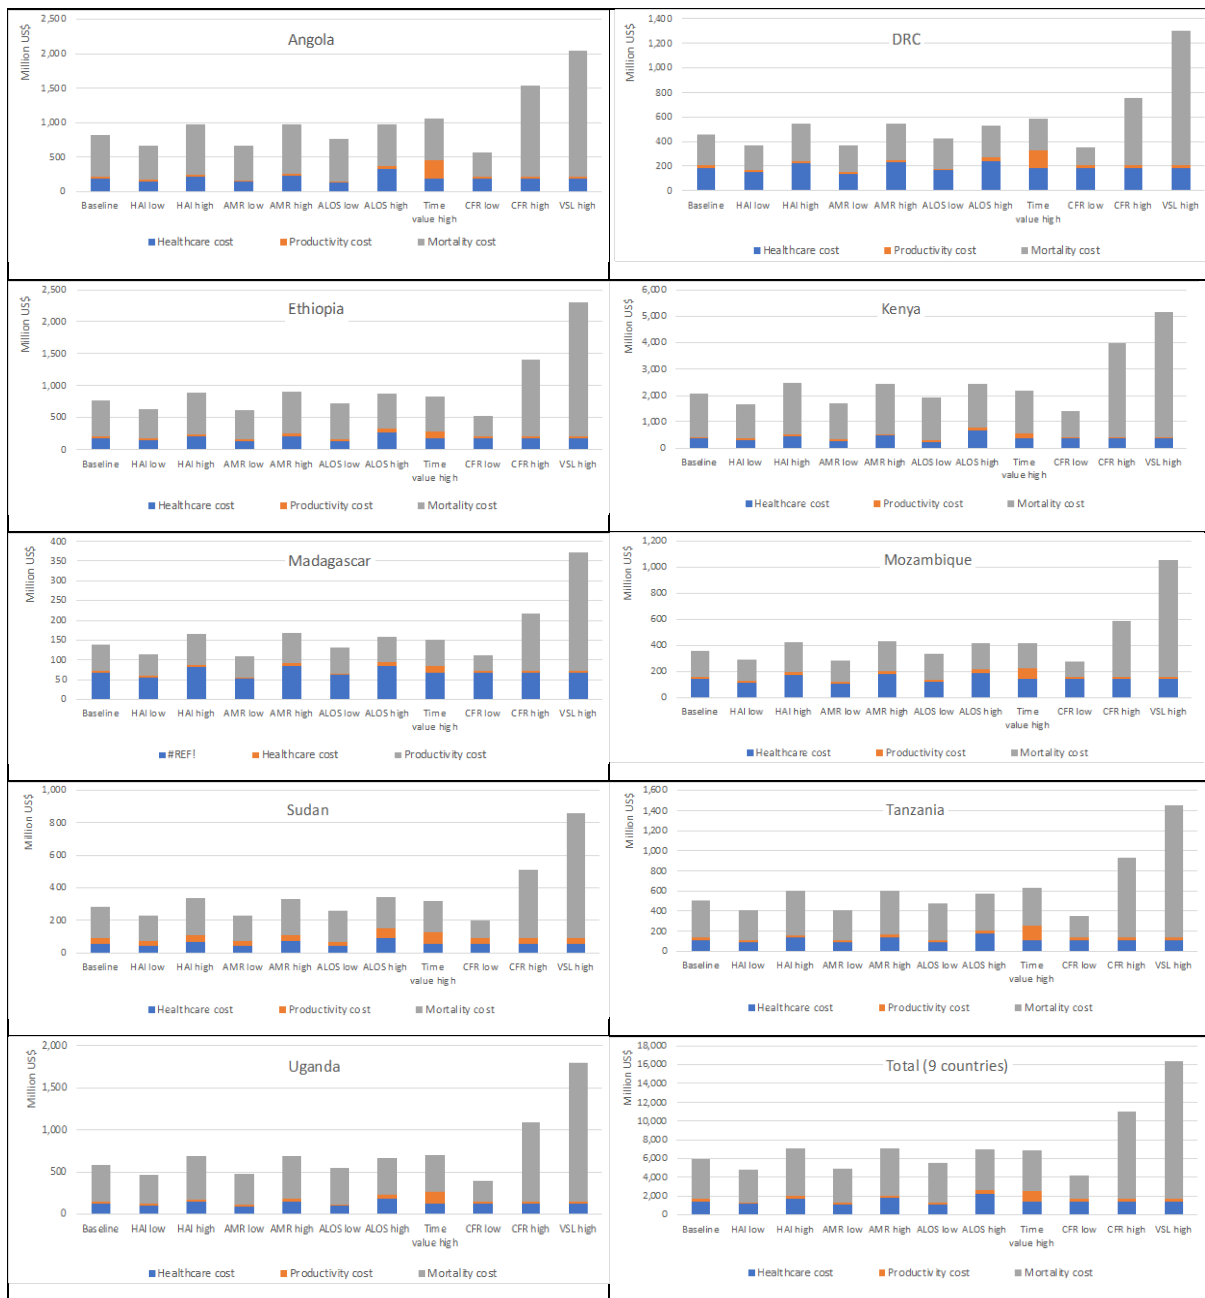 Angola
Million US$
2,500
2,000
1,500
1,000
500
0
Baseline HAI low HAI high AMR low AMR high ALOS low ALOS high Time value high CFR low CFR high VSL high
Healthcare cost Productivity cost Mortality cost
DRC
Million US$
1,400
1,200
1,000
800
600
400
200
0
Baseline HAI low HAI high AMR low AMR high ALOS low ALOS high Time value high CFR low CFR high VSL high
Healthcare cost Productivity cost Mortality cost
Ethiopia
Million US$
2,500
2,000
1,500
1,000
500
0
Baseline HAI low HAI high AMR low AMR high ALOS low ALOS high Time value high CFR low CFR high VSL high
Healthcare cost Productivity cost Mortality cost
Kenya
Million US$
6,000
5,000
4,000
3,000
2,000
1,000
0
Baseline HAI low HAI high AMR low AMR high ALOS low ALOS high Time value high CFR low CFR high VSL high
Healthcare cost Productivity cost Mortality cost
Madagascar
Million US$
400
350
300
250
200
150
100
50
0
Baseline HAI low HAI high AMR low AMR high ALOS low ALOS high Time value high CFR low CFR high VSL high
#REF! Healthcare cost Productivity cost
Mozambique
Million US$
1,200
1,000
800
600
400
200
0
Baseline HAI low HAI high AMR low AMR high ALOS low ALOS high Time value high CFR low CFR high VSL high
Healthcare cost Productivity cost Mortality cost
Sudan
Million US$
1,000
800
600
400
200
0
Baseline HAI low HAI high AMR low AMR high ALOS low ALOS high Time value high CFR low CFR high VSL high
Healthcare cost Productivity cost Mortality cost
Tanzania
Million US$
1,600
1,400
1,200
1,000
800
600
400
200
0
Baseline HAI low HAI high AMR low AMR high ALOS low ALOS high Time value high CFR low CFR high VSL high
Healthcare cost Productivity cost Mortality cost
Uganda
Million US$
2,000
1,500
1,000
500
0
Baseline HAI low HAI high AMR low AMR high ALOS low ALOS high Time value high CFR low CFR high VSL high
Healthcare cost Productivity cost Mortality cost
Total (9 countries)
Million US$
18,000
16,000
14,000
12,000
10,000
8,000
6,000
4,000
2,000
0
Baseline HAI low HAI high AMR low AMR high ALOS low ALOS high Time value high CFR low CFR high VSL high
Healthcare cost Productivity cost Mortality cost